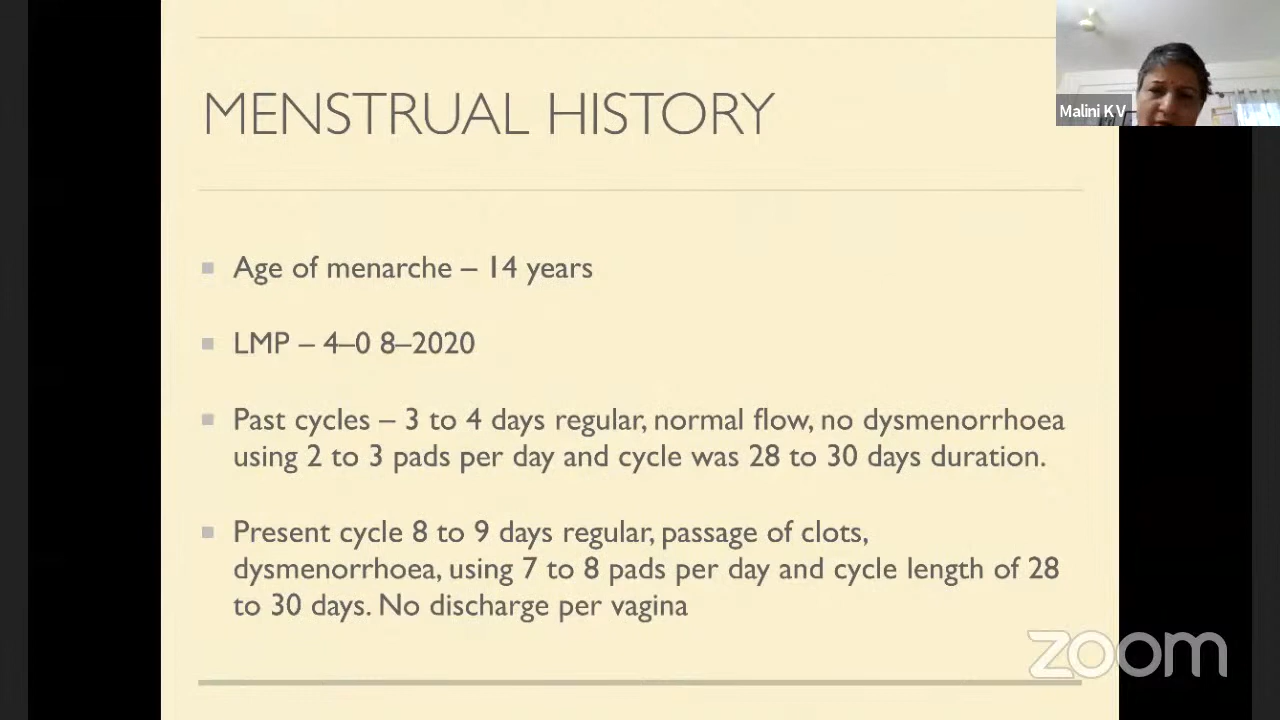 MENSTRUAL HISTORY
Malini K V
Age of menarche – 14 years
LMP – 4–0 8–2020
Past cycles – 3 to 4 days regular, normal flow, no dysmenorrhoea
using 2 to 3 pads per day and cycle was 28 to 30 days duration.
Present cycle 8 to 9 days regular, passage of clots,
dysmenorrhoea, using 7 to 8 pads per day and cycle length of 28
to 30 days. No discharge per vagina
zoom